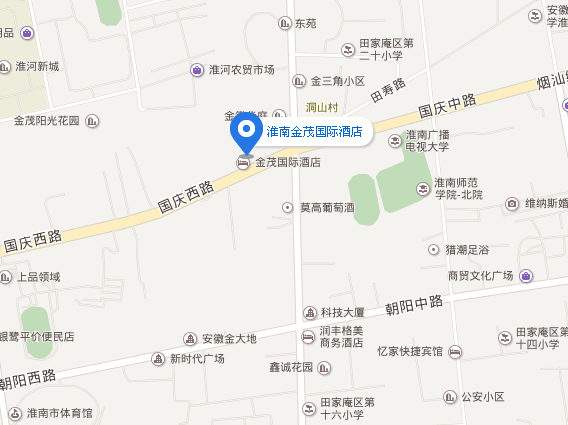 东苑
安徽
学淮
用品
田家庵区第
二十小学
淮河新城
淮河农贸市场
金三角小区
田寿路
烟汕线
国庆中路
洞山村
金茂阳光花园
淮南金茂国际酒店
淮南广播
电视大学
金茂国际酒店
国庆西路
淮南师范
学院-北院
莫高葡萄酒
维纳斯婚
国庆西路
猎潮足浴
上品领域
商贸文化广场
朝阳中路
科技大厦
银鹭平价便民店
安徽金大地
润丰格美
商务酒店
田家庵区第
十四小学
新时代广场
忆家快捷宾馆
鑫诚花园
朝阳西路
公安小区
淮南市体育馆
田家庵区第
十六小学